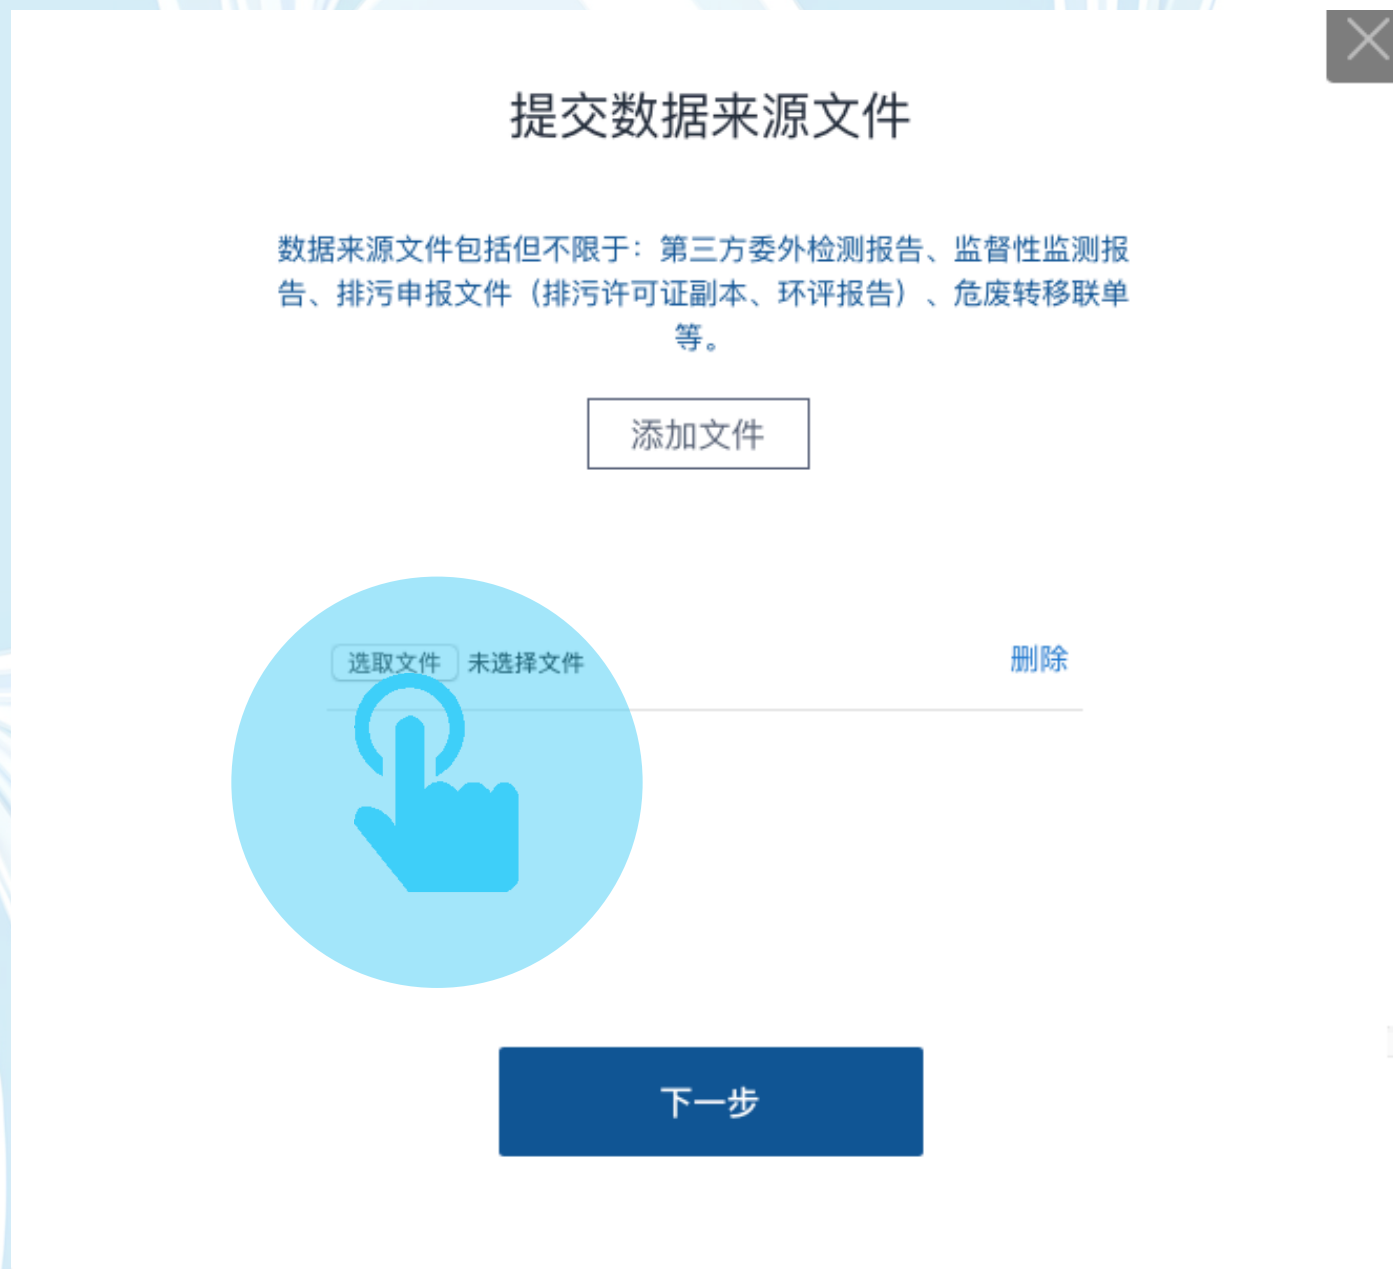 提交数据来源文件
数据来源文件包括但不限于：第三方委外检测报告、监督性监测报
告、排污申报文件（排污许可证副本、环评报告）、危废转移联单
等。
添加文件
选取文件 未选择文件 删除
下一步